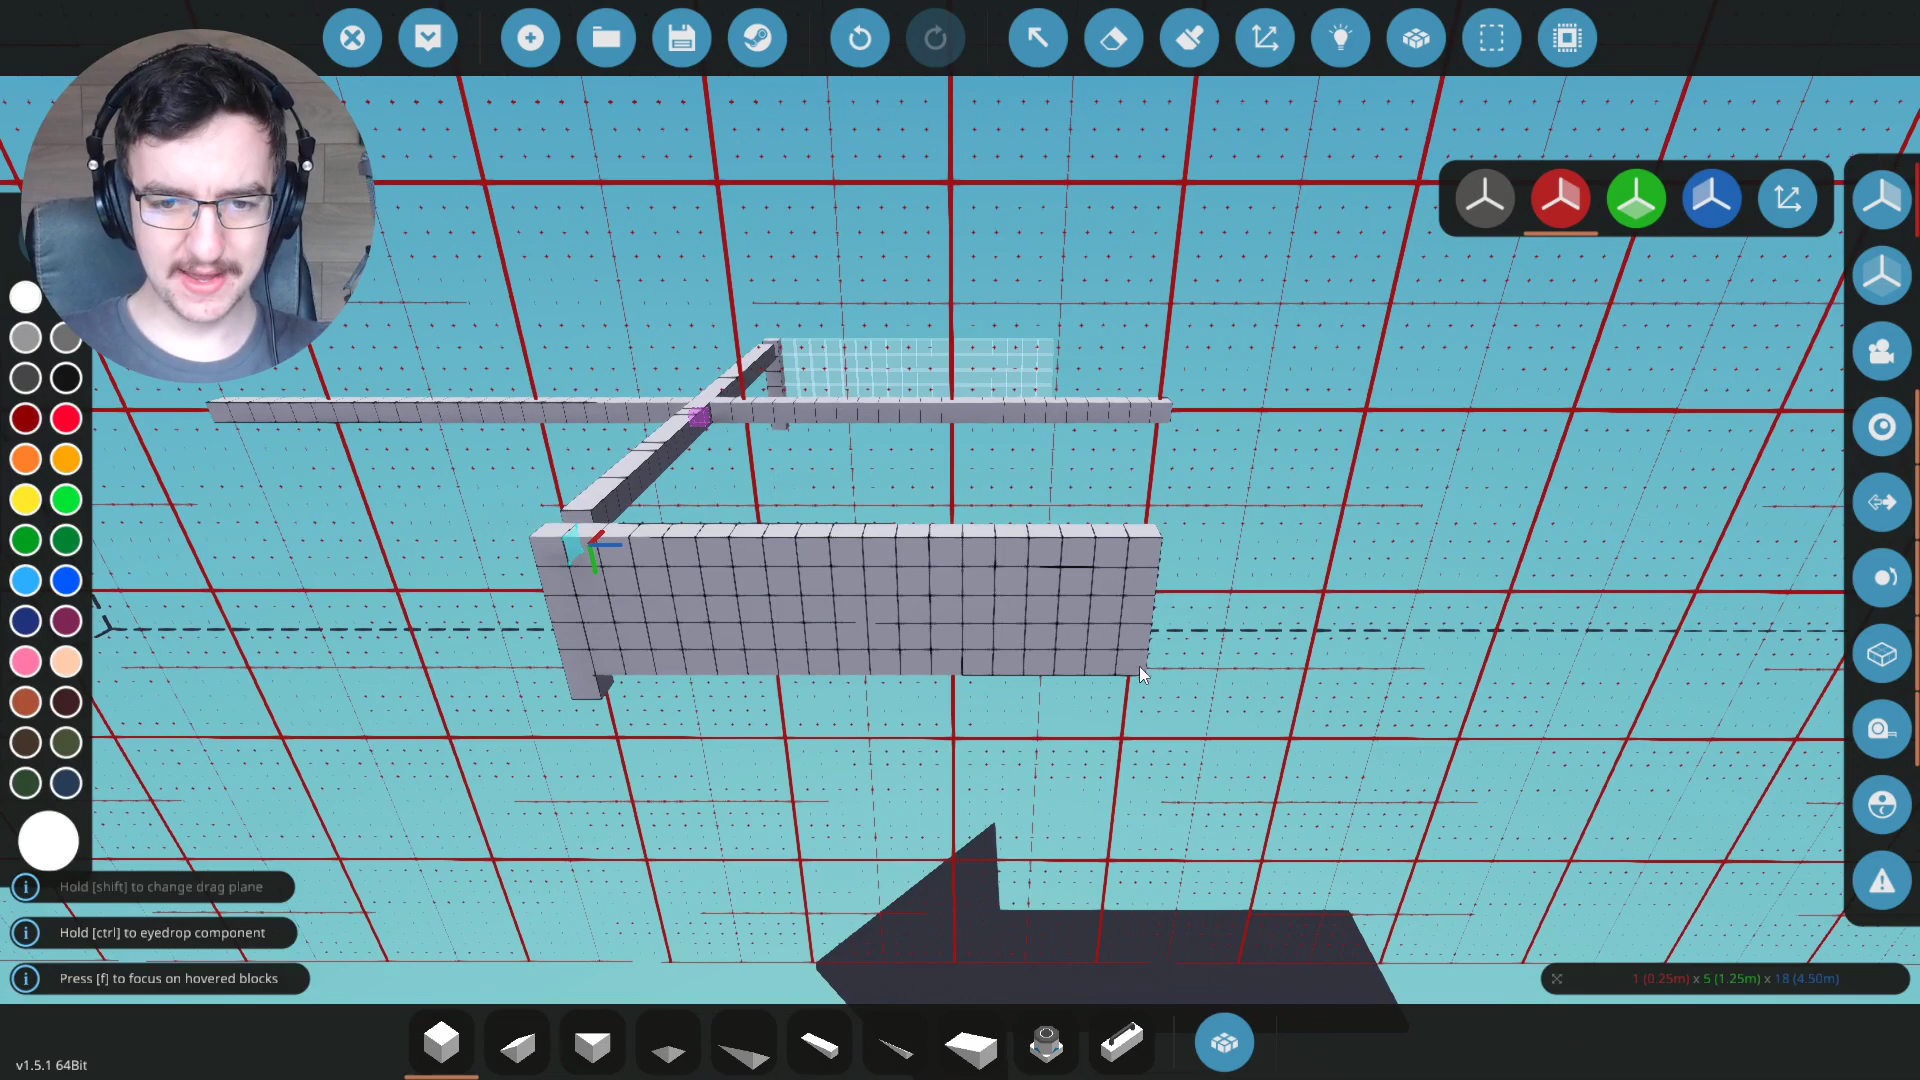 Hold [shift] to change drag plane
Hold [ctrl] to eyedrop component
Press [f] to focus on hovered blocks
1 (0.25m) x 5 (1.25m) x 18 (4.50m)
v1.5.1 64Bit